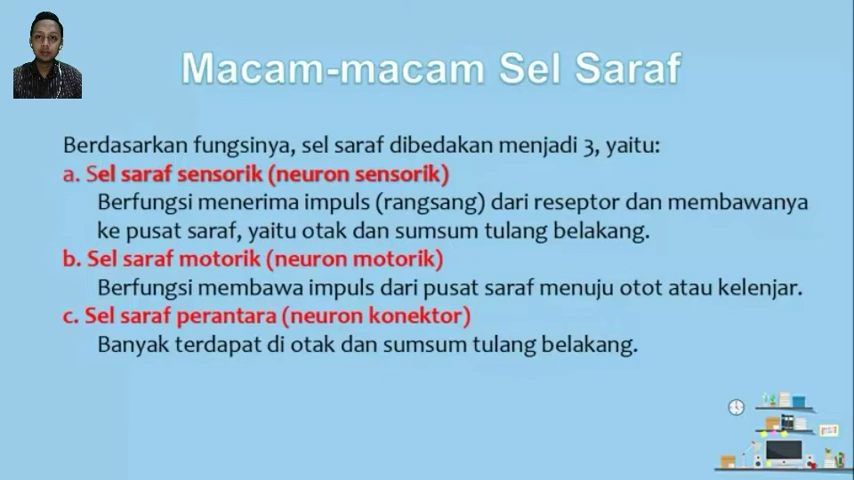 Macam-macam Sel Saraf
Berdasarkan fungsinya, sel saraf dibedakan menjadi 3, yaitu:
a. Sel saraf sensorik (neuron sensorik)
Berfungsi menerima impuls (rangsang) dari reseptor dan membawanya
ke pusat saraf, yaitu otak dan sumsum tulang belakang.
b. Sel saraf motorik (neuron motorik)
Berfungsi membawa impuls dari pusat saraf menuju otot atau kelenjar.
c. Sel saraf perantara (neuron konektor)
Banyak terdapat di otak dan sumsum tulang belakang.